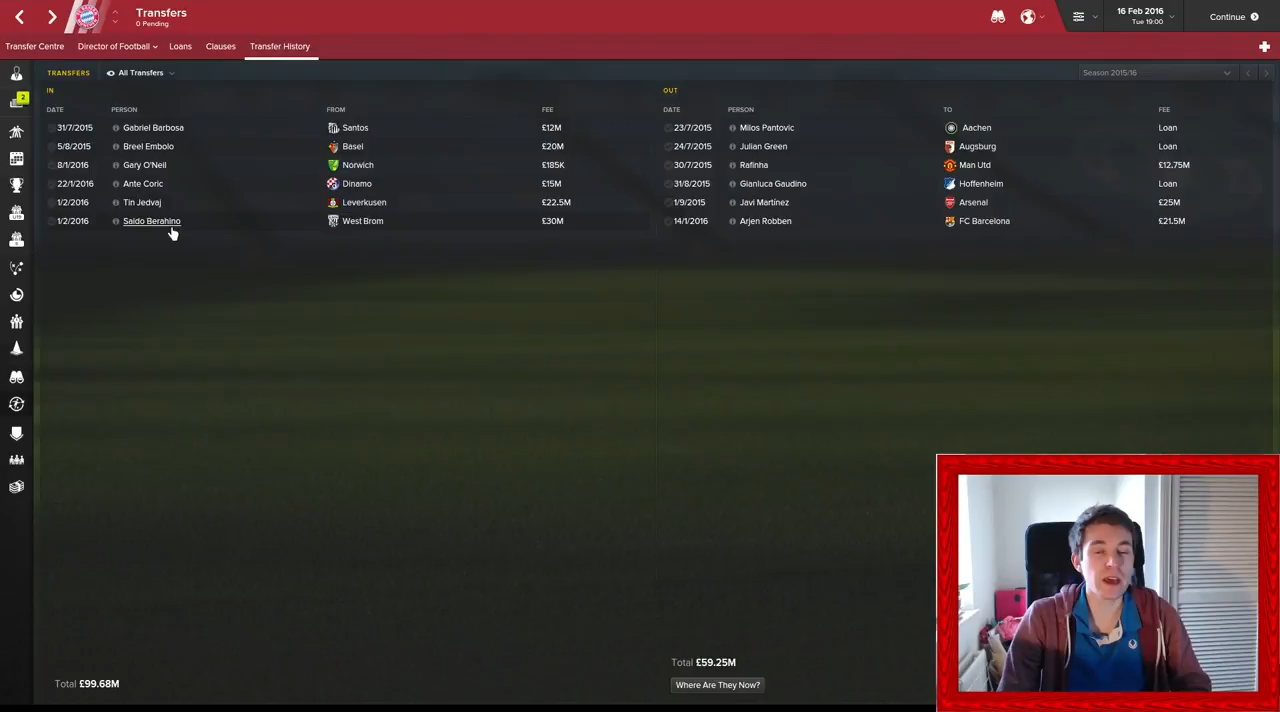 Transfers
0 Pending
16 Feb 2016
Tue 19:00
Continue
Transfer Centre
Director of Football
Loans
Clauses
Transfer History
2
TRANSFERS
All Transfers
Season 2015/16
IN
DATE PERSON FROM FEE
31/7/2015 Gabriel Barbosa Santos £12M
5/8/2015 Breel Embolo Basel £20M
8/1/2016 Gary O'Neil Norwich £185K
22/1/2016 Ante Coric Dinamo £15M
1/2/2016 Tin Jedvaj Leverkusen £22.5M
1/2/2016 Saido Berahino West Brom £30M
Total £99.68M
OUT
DATE PERSON TO FEE
23/7/2015 Milos Pantovic Aachen Loan
24/7/2015 Julian Green Augsburg Loan
30/7/2015 Rafinha Man Utd £12.75M
31/8/2015 Gianluca Gaudino Hoffenheim Loan
1/9/2015 Javi Martínez Arsenal £25M
14/1/2016 Arjen Robben FC Barcelona £21.5M
Total £59.25M
Where Are They Now?